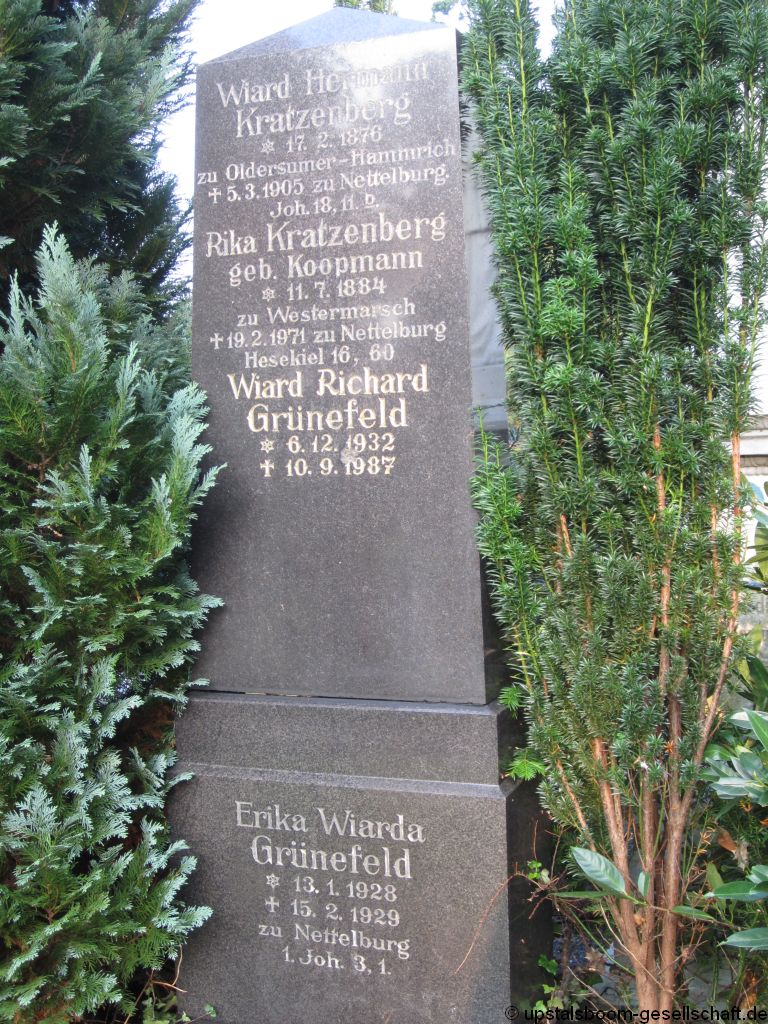 Wiard Hermann
Kratzenberg
✡ 17. 2. 1876
zu Oldersumer-Hammrich
✝ 5. 3. 1905 zu Nettelburg.
Joh. 18, 11. b.
Rika Kratzenberg
geb. Koopmann
✡ 11. 7. 1884
zu Westermarsch
✝ 19. 2. 1971 zu Nettelburg
Hesekiel 16, 60
Wiard Richard
Grünefeld
✡ 6. 12. 1932
✝ 10. 9. 1987
Erika Wiarda
Grünefeld
✡ 13. 1. 1928
✝ 15. 2. 1929
zu Nettelburg
1. Joh. 3, 1.
© upstalsboom-gesellschaft.de